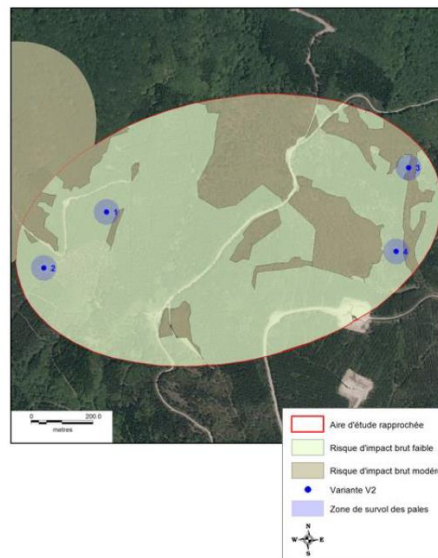 1
2
3
4
0 200.0
metres
Aire d'étude rapprochée
Risque d'impact brut faible
Risque d'impact brut modér
Variante V2
Zone de survol des pales
N
W E
S